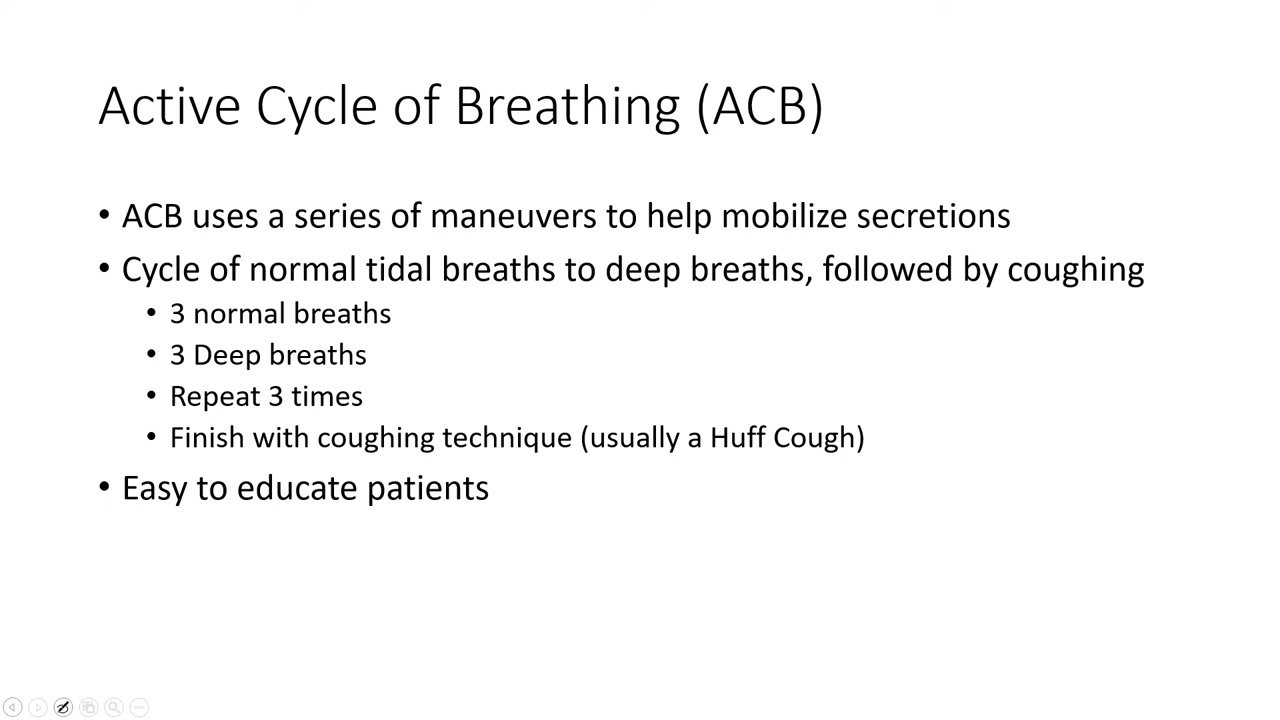 Active Cycle of Breathing (ACB)
• ACB uses a series of maneuvers to help mobilize secretions
• Cycle of normal tidal breaths to deep breaths, followed by coughing
• 3 normal breaths
• 3 Deep breaths
• Repeat 3 times
• Finish with coughing technique (usually a Huff Cough)
• Easy to educate patients